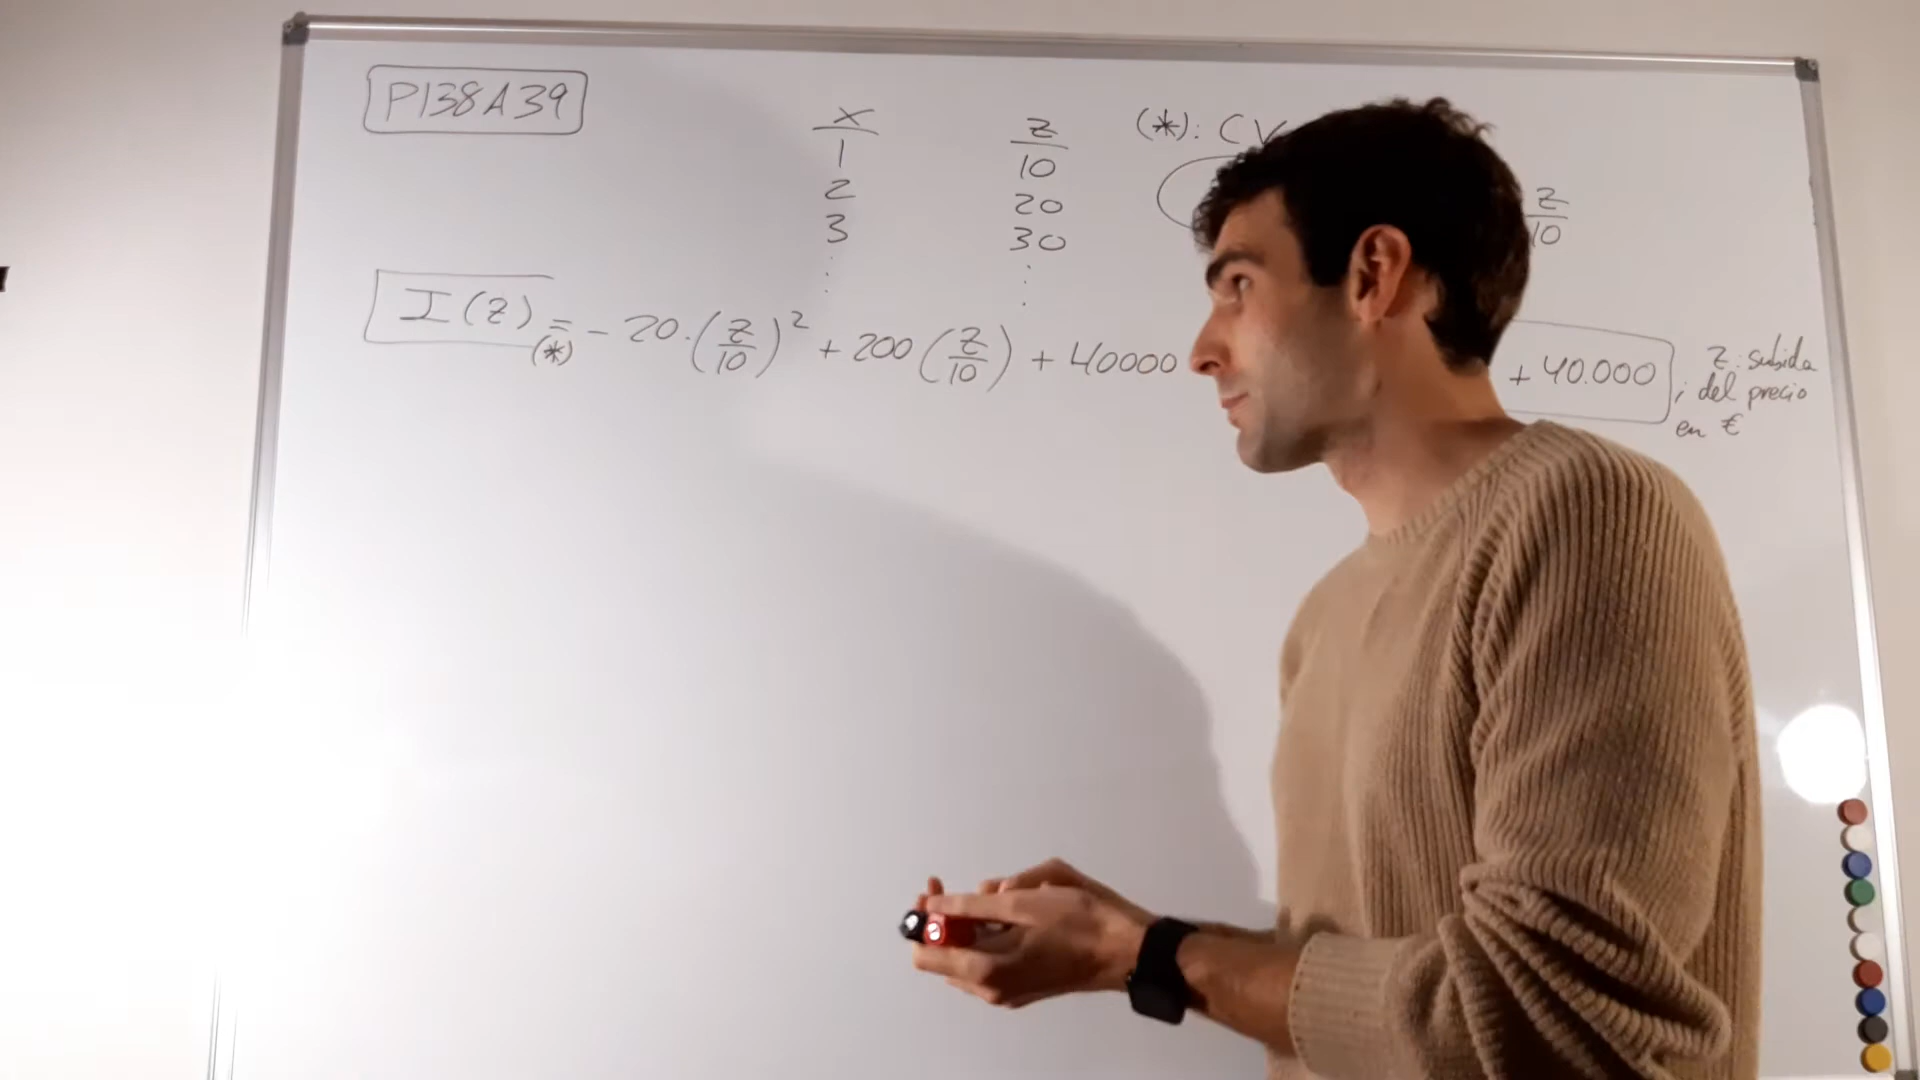 P138A39
x z (*): CV
1 10
2 20 z/10
3 30
⋮ ⋮
I(z) =(*) -20·(z/10)² + 200(z/10) + 40000 + 40.000 ; z: subida
del precio
en €